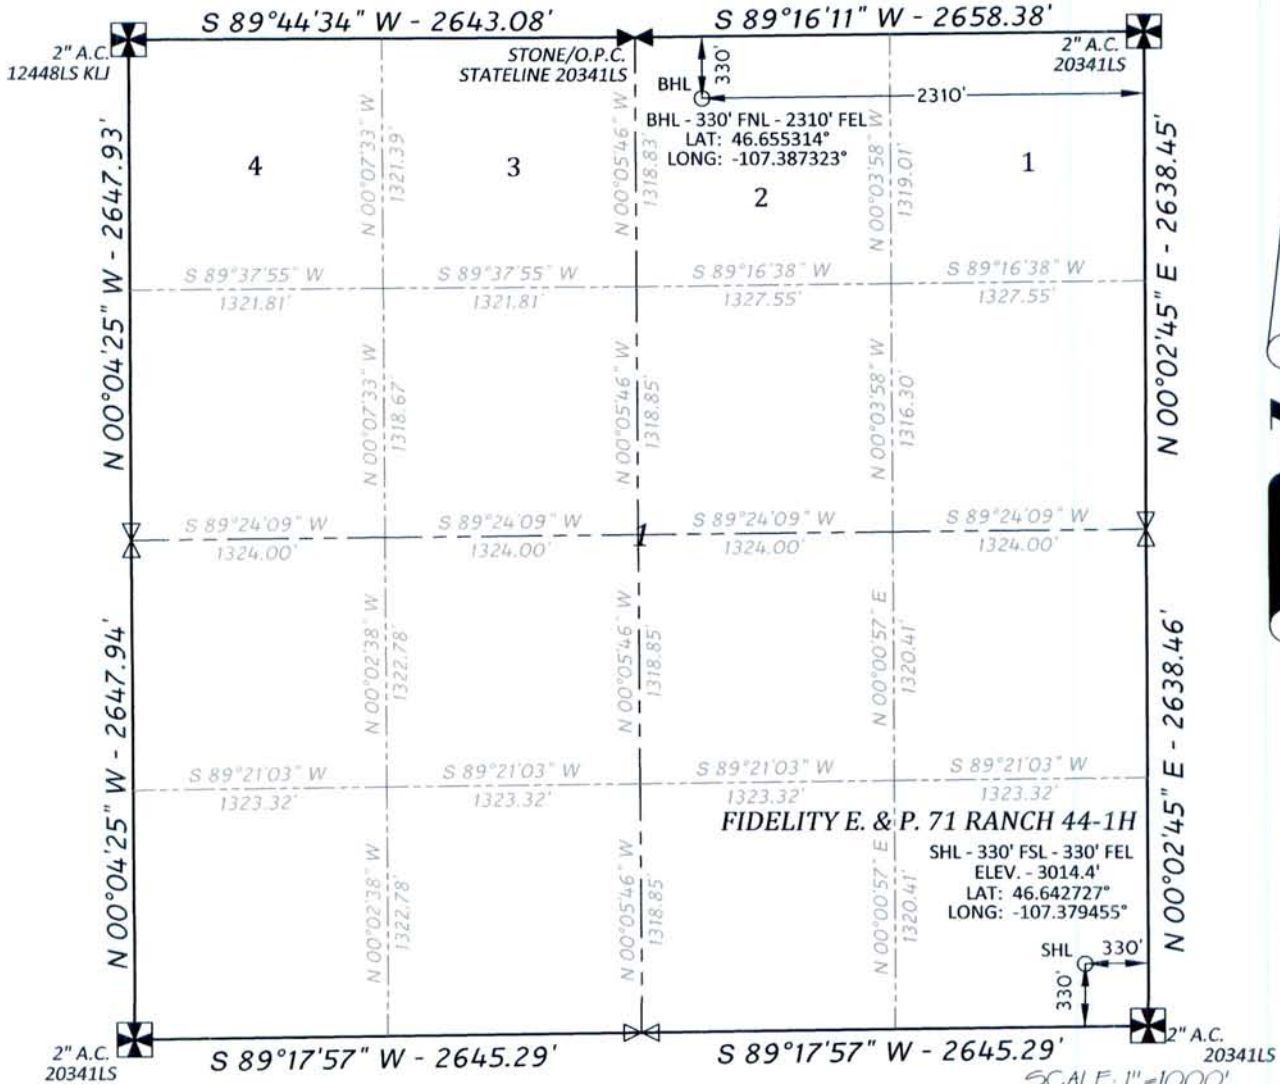 S 89°44'34" W - 2643.08'
S 89°16'11" W - 2658.38'
2" A.C.
12448LS KLJ
STONE/O.P.C.
STATELINE 20341LS
2" A.C.
20341LS
330'
BHL
2310'
BHL - 330' FNL - 2310' FEL
LAT: 46.655314°
LONG: -107.387323°
N 00°04'25" W - 2647.93'
4
N 00°07'33" W
1321.39'
3
N 00°05'46" W
1318.83'
2
N 00°03'58" W
1319.01'
1
N 00°02'45" E - 2638.45'
S 89°37'55" W
1321.81'
S 89°37'55" W
1321.81'
S 89°16'38" W
1327.55'
S 89°16'38" W
1327.55'
N 00°07'33" W
1318.67'
N 00°05'46" W
1318.85'
N 00°03'58" W
1316.30'
S 89°24'09" W
1324.00'
S 89°24'09" W
1324.00'
1
S 89°24'09" W
1324.00'
S 89°24'09" W
1324.00'
N 00°04'25" W - 2647.94'
N 00°02'38" W
1322.78'
N 00°05'46" W
1318.85'
N 00°00'57" E
1320.41'
N 00°02'45" E - 2638.46'
S 89°21'03" W
1323.32'
S 89°21'03" W
1323.32'
S 89°21'03" W
1323.32'
S 89°21'03" W
1323.32'
FIDELITY E. & P. 71 RANCH 44-1H
SHL - 330' FSL - 330' FEL
ELEV. - 3014.4'
LAT: 46.642727°
LONG: -107.379455°
N 00°02'38" W
1322.78'
N 00°05'46" W
1318.85'
N 00°00'57" E
1320.41'
SHL
330'
330'
2" A.C.
20341LS
S 89°17'57" W - 2645.29'
S 89°17'57" W - 2645.29'
2" A.C.
20341LS
SCALE: 1"=1000'